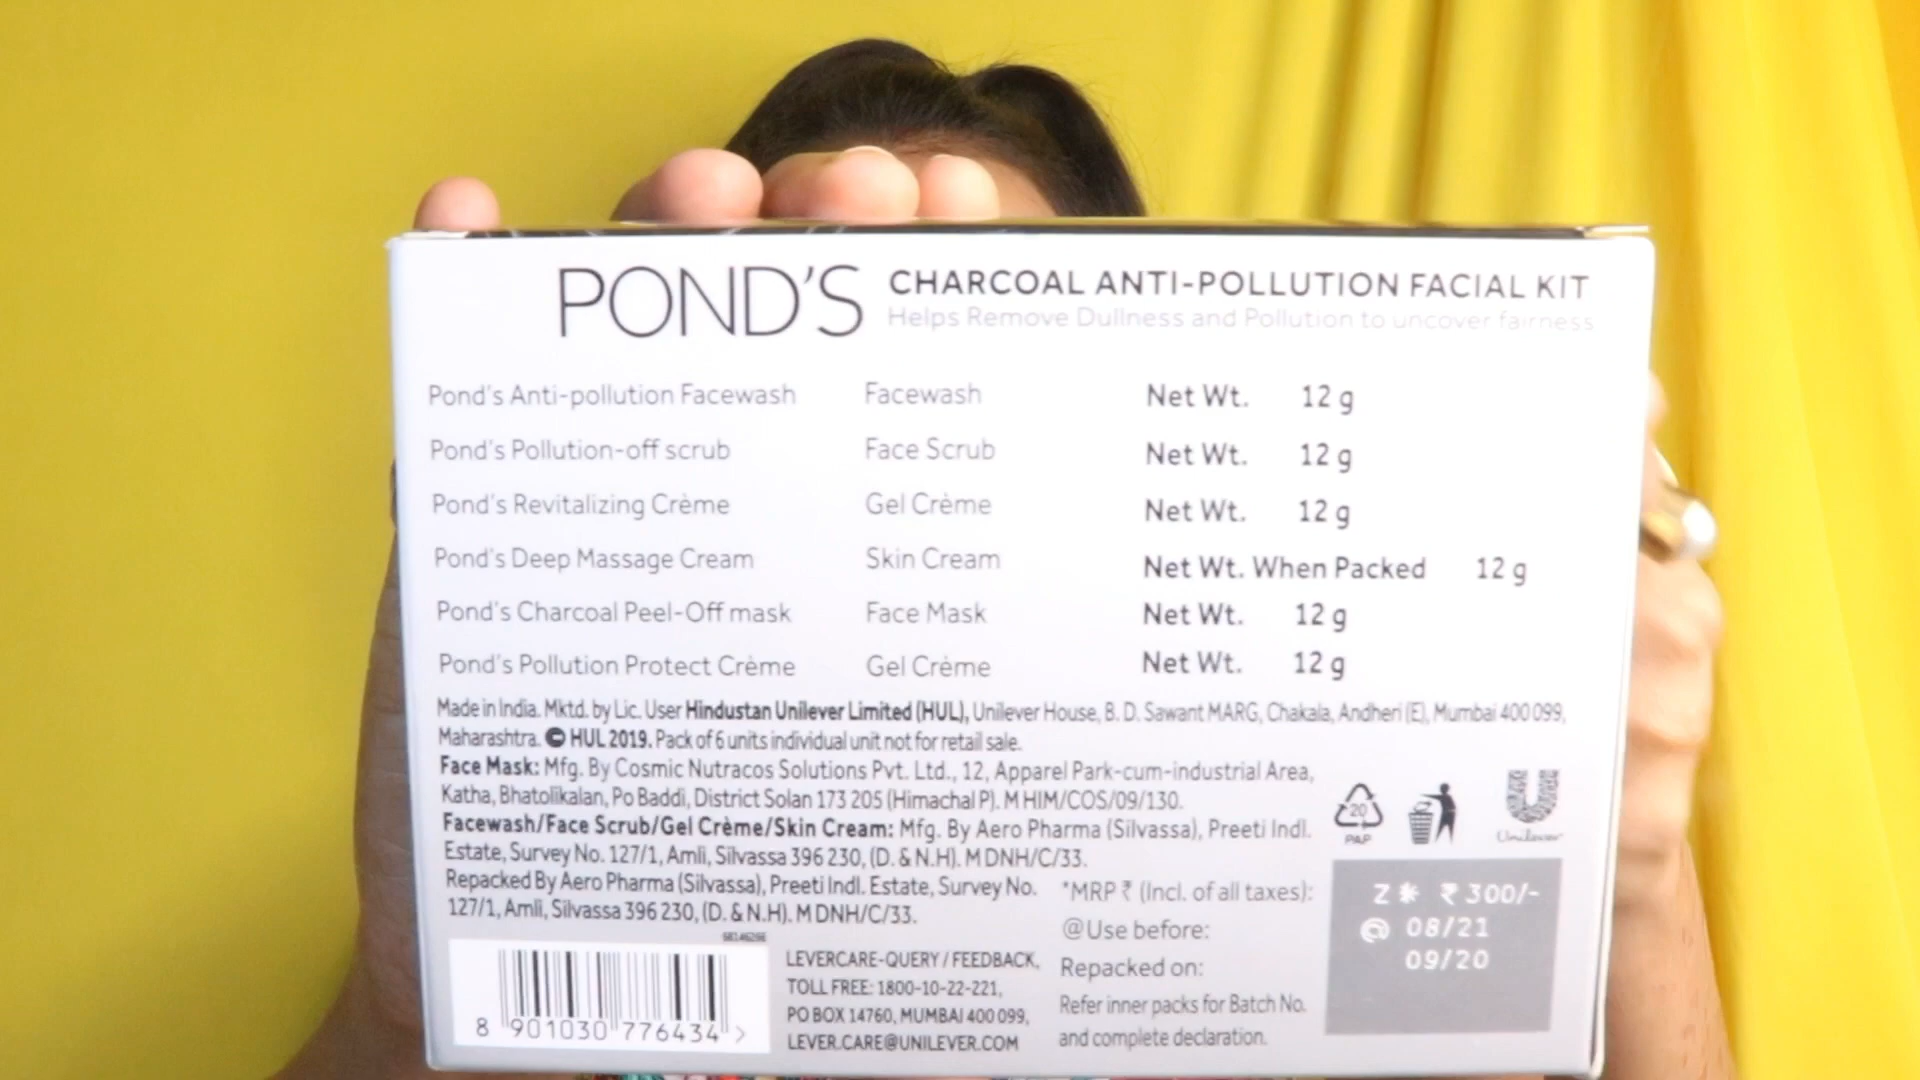 POND'S CHARCOAL ANTI-POLLUTION FACIAL KIT
Helps Remove Dullness and Pollution to uncover fairness
Pond's Anti-pollution Facewash Facewash Net Wt. 12 g
Pond's Pollution-off scrub Face Scrub Net Wt. 12 g
Pond's Revitalizing Crème Gel Crème Net Wt. 12 g
Pond's Deep Massage Cream Skin Cream Net Wt. When Packed 12 g
Pond's Charcoal Peel-Off mask Face Mask Net Wt. 12 g
Pond's Pollution Protect Crème Gel Crème Net Wt. 12 g
Made in India. Mktd. by Lic. User Hindustan Unilever Limited (HUL), Unilever House, B. D. Sawant MARG, Chakala, Andheri (E), Mumbai 400 099,
Maharashtra. © HUL 2019. Pack of 6 units individual unit not for retail sale.
Face Mask: Mfg. By Cosmic Nutracos Solutions Pvt. Ltd., 12, Apparel Park-cum-industrial Area,
Katha, Bhatolikalan, Po Baddi, District Solan 173 205 (Himachal P). M HIM/COS/09/130.
Facewash/Face Scrub/Gel Crème/Skin Cream: Mfg. By Aero Pharma (Silvassa), Preeti Indl.
Estate, Survey No. 127/1, Amli, Silvassa 396 230, (D. & N.H). M DNH/C/33.
Repacked By Aero Pharma (Silvassa), Preeti Indl. Estate, Survey No.
127/1, Amli, Silvassa 396 230, (D. & N.H). M DNH/C/33.
20
PAP
Unilever
*MRP ₹ (Incl. of all taxes): Z * ₹ 300/-
@Use before: @ 08/21
Repacked on: 09/20
Refer inner packs for Batch No.
and complete declaration.
LEVERCARE-QUERY / FEEDBACK,
TOLL FREE: 1800-10-22-221,
PO BOX 14760, MUMBAI 400 099,
LEVER.CARE@UNILEVER.COM
8 901030 776434 >